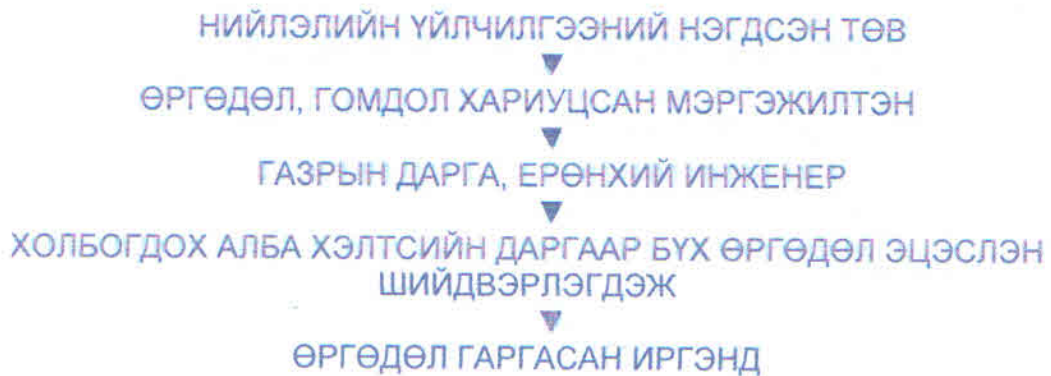 НИЙЛЭЛИЙН ҮЙЛЧИЛГЭЭНИЙ НЭГДСЭН ТӨВ
ӨРГӨДӨЛ, ГОМДОЛ ХАРИУЦСАН МЭРГЭЖИЛТЭН
ГАЗРЫН ДАРГА, ЕРӨНХИЙ ИНЖЕНЕР
ХОЛБОГДОХ АЛБА ХЭЛТСИЙН ДАРГААР БҮХ ӨРГӨДӨЛ ЭЦЭСЛЭН
ШИЙДВЭРЛЭГДЭЖ
ӨРГӨДӨЛ ГАРГАСАН ИРГЭНД